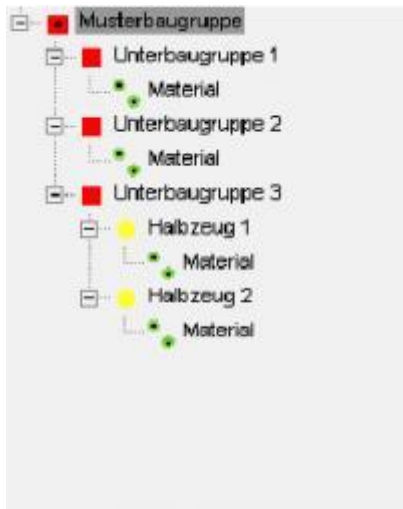 Musterbaugruppe
Unterbaugruppe 1
Material
Unterbaugruppe 2
Material
Unterbaugruppe 3
Halbzeug 1
Material
Halbzeug 2
Material